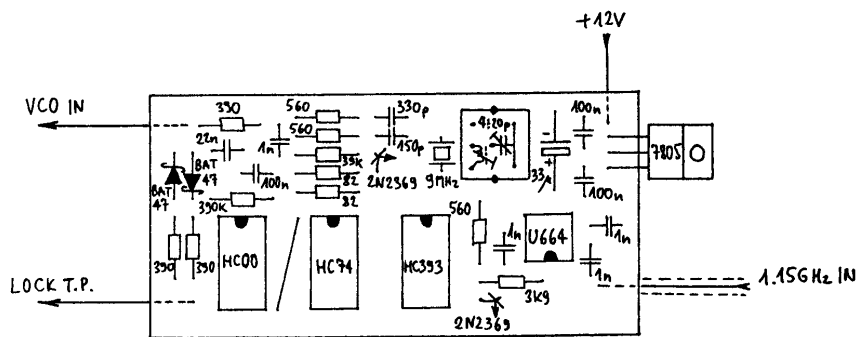 +12V
VCO IN
390
560
330p
4÷20p
100n
22n
1n
560
150p
7805
BAT
47
BAT
47
100n
39K
82
82
2N2369
9MHz
-
+
33µ
100n
390K
560
1n
U664
1n
HC00
HC74
HC393
390
390
1n
3K9
2N2369
LOCK T.P.
1.15GHz IN